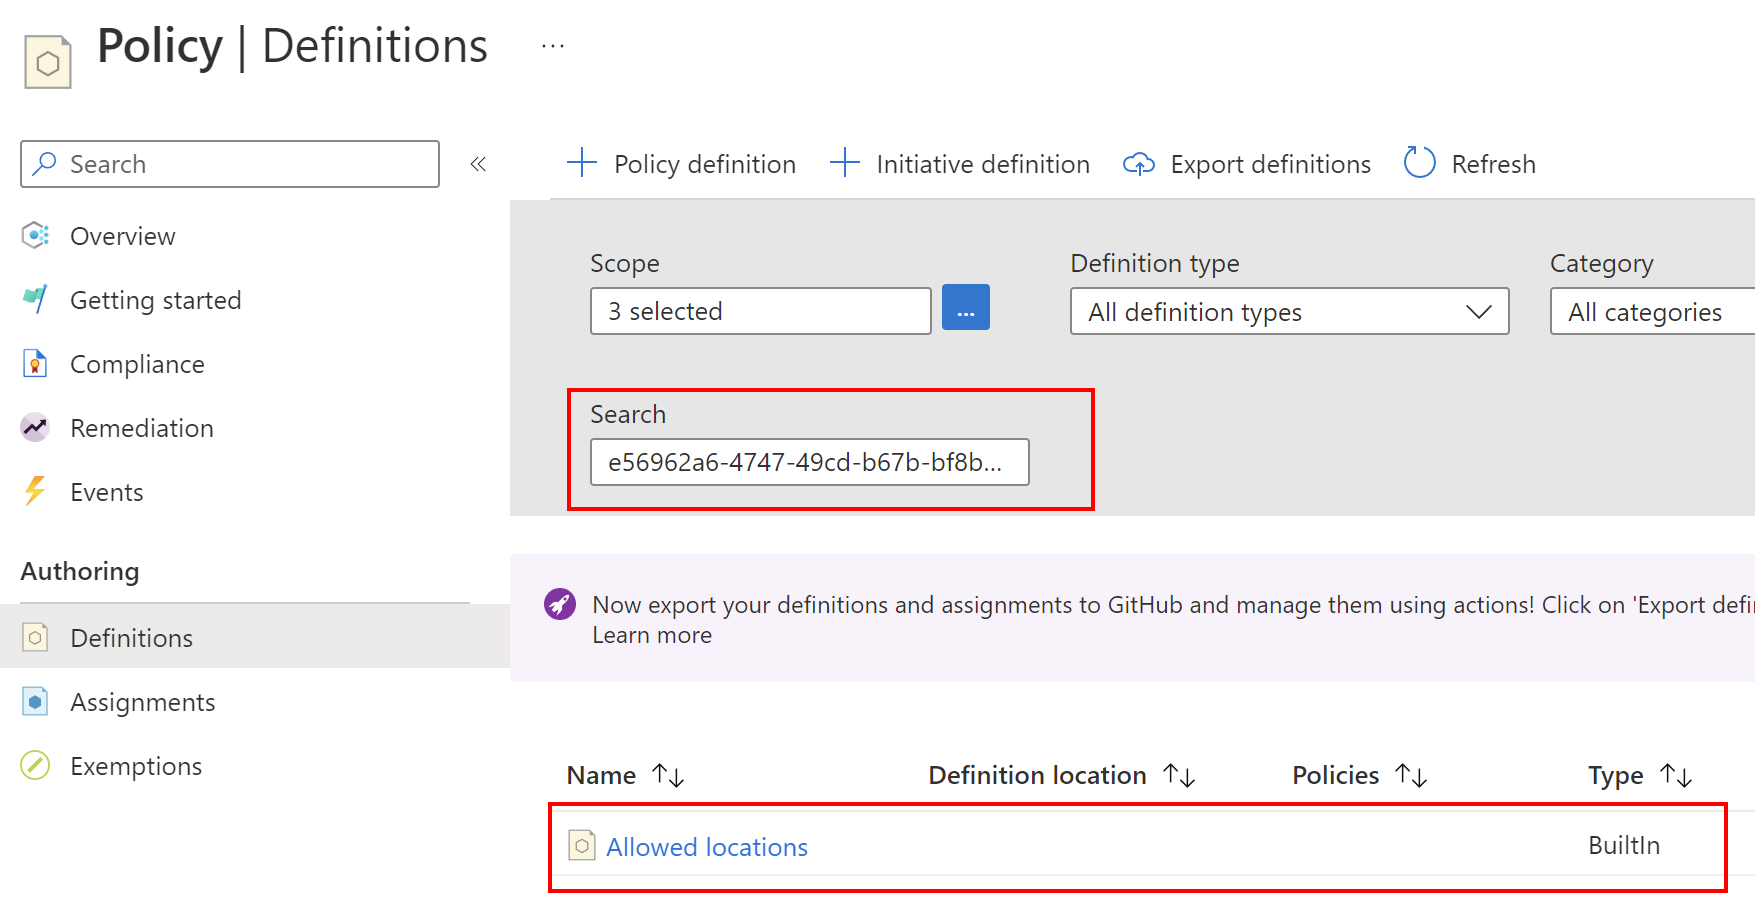 Policy | Definitions ...
Search «
Overview
Getting started
Compliance
Remediation
Events
Authoring
Definitions
Assignments
Exemptions
Policy definition
Initiative definition
Export definitions
Refresh
Scope
3 selected
...
Definition type
All definition types
Category
All categories
Search
e56962a6-4747-49cd-b67b-bf8b...
Now export your definitions and assignments to GitHub and manage them using actions! Click on 'Export defi
Learn more
Name ↑↓ Definition location ↑↓ Policies ↑↓ Type ↑↓
Allowed locations BuiltIn